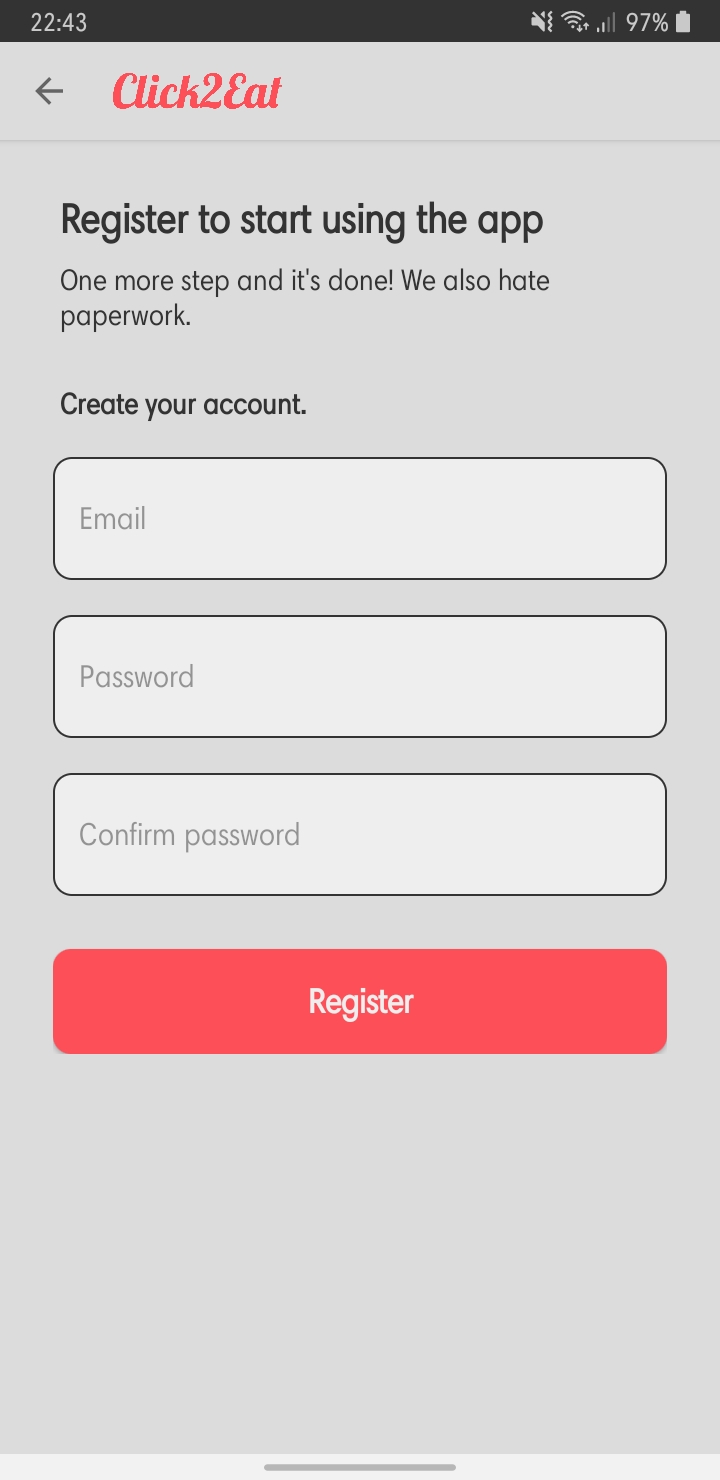 22:43 97%
Click2Eat
Register to start using the app
One more step and it's done! We also hate
paperwork.
Create your account.
Email
Password
Confirm password
Register